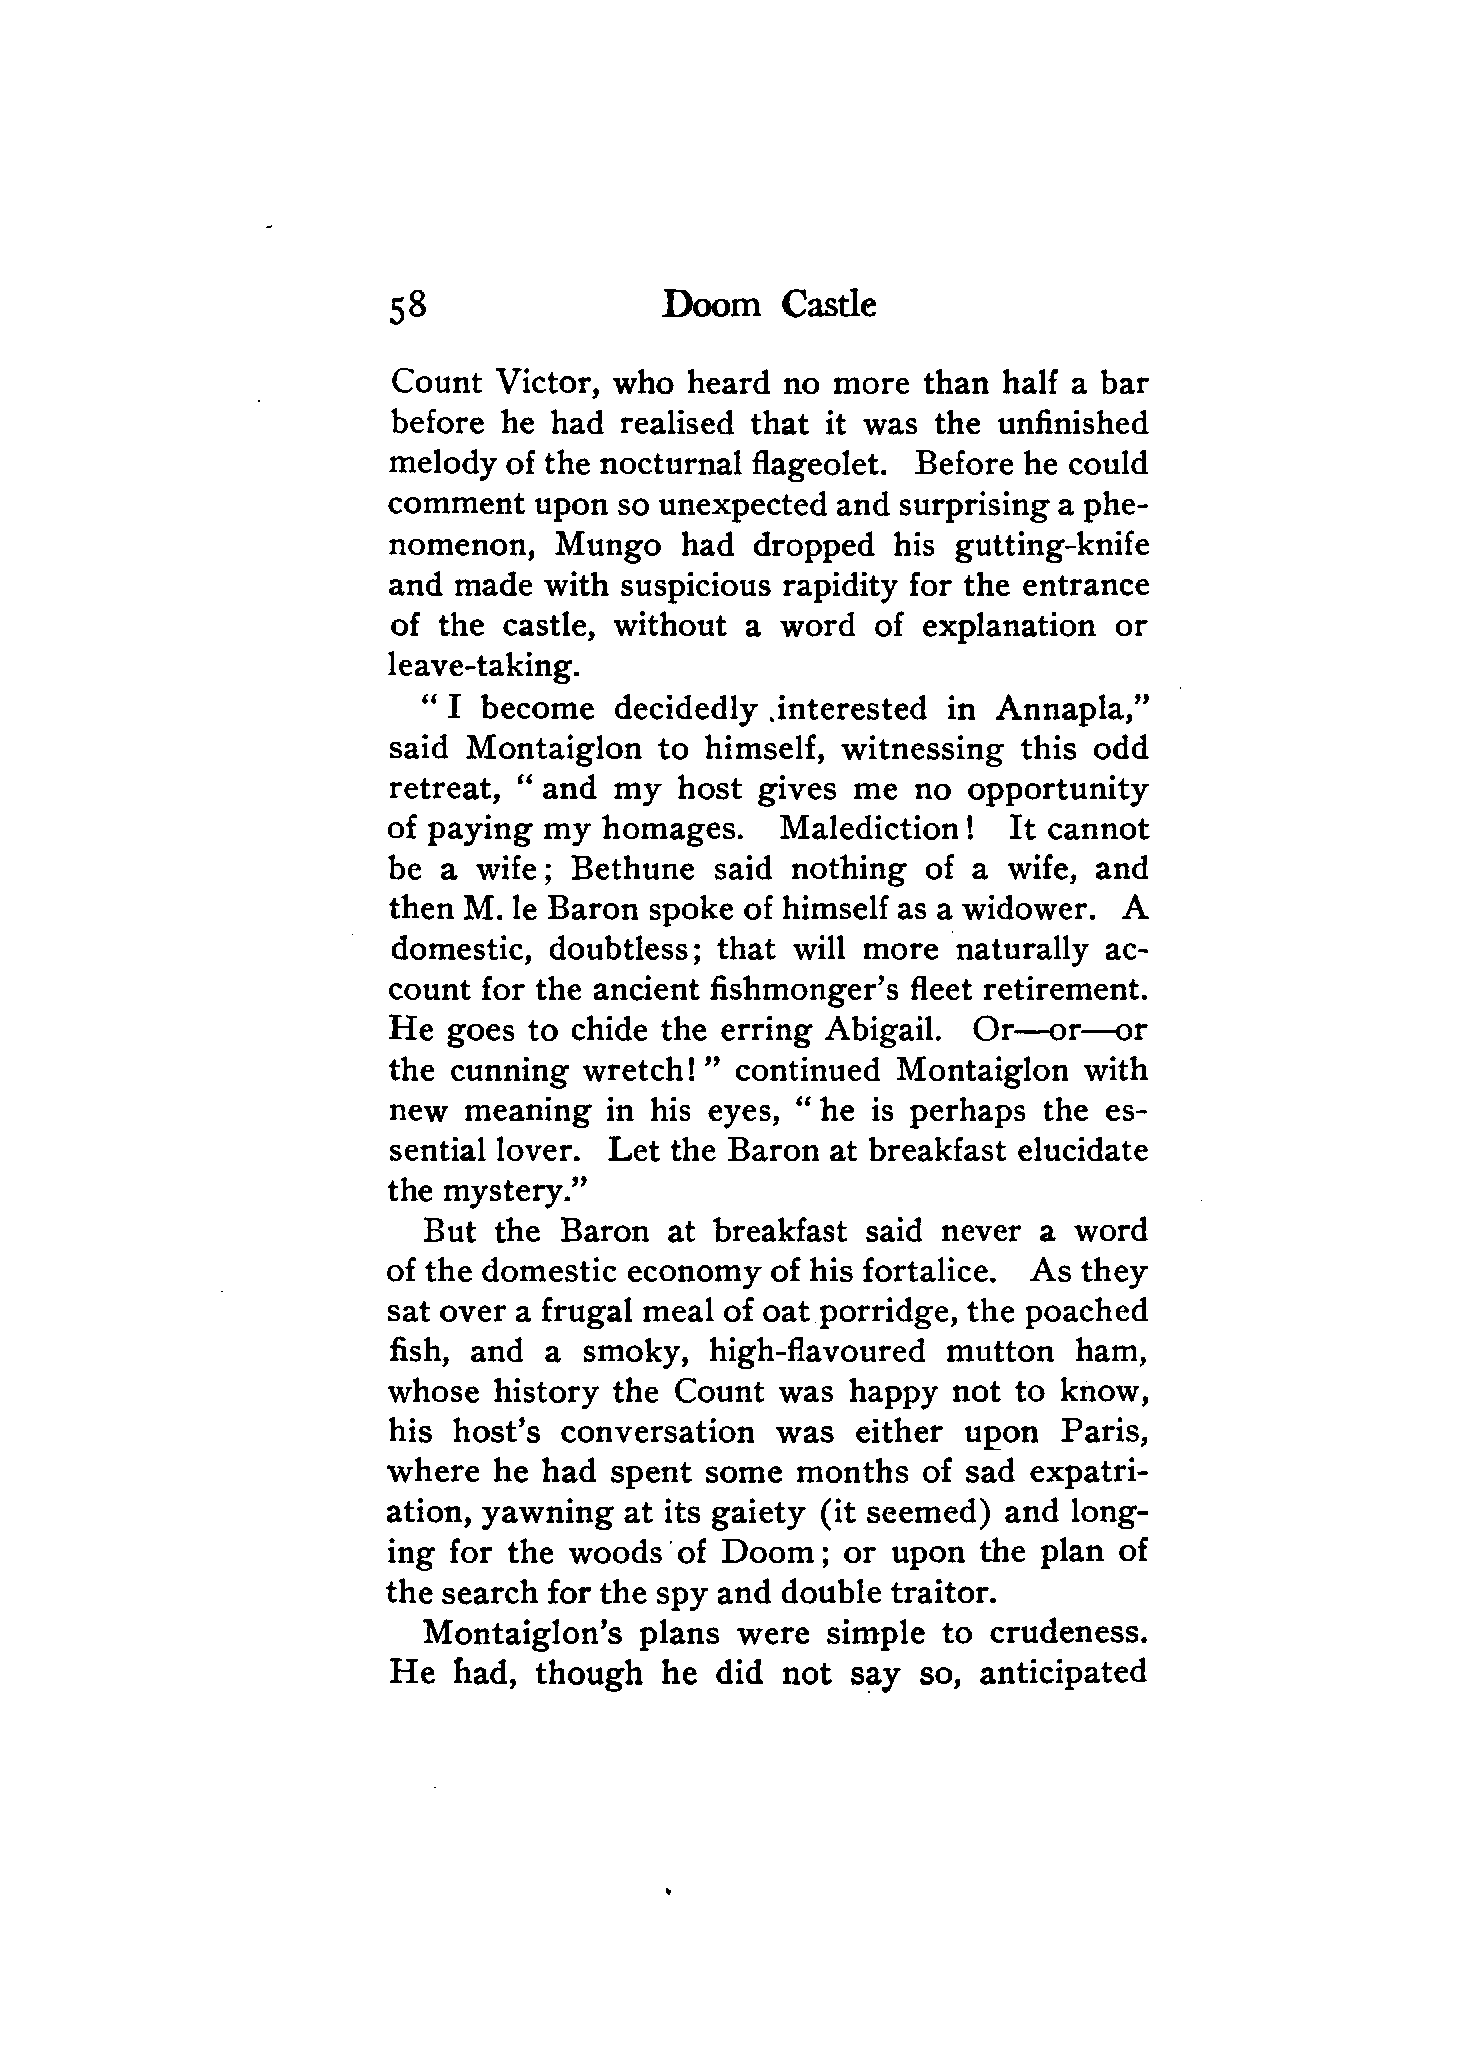 58 Doom Castle
Count Victor, who heard no more than half a bar
before he had realised that it was the unfinished
melody of the nocturnal flageolet. Before he could
comment upon so unexpected and surprising a phe-
nomenon, Mungo had dropped his gutting-knife
and made with suspicious rapidity for the entrance
of the castle, without a word of explanation or
leave-taking.
“I become decidedly interested in Annapla,”
said Montaiglon to himself, witnessing this odd
retreat, “and my host gives me no opportunity
of paying my homages. Malediction! It cannot
be a wife; Bethune said nothing of a wife, and
then M. le Baron spoke of himself as a widower. A
domestic, doubtless; that will more naturally ac-
count for the ancient fishmonger’s fleet retirement.
He goes to chide the erring Abigail. Or—or—or
the cunning wretch!” continued Montaiglon with
new meaning in his eyes, “he is perhaps the es-
sential lover. Let the Baron at breakfast elucidate
the mystery.”
But the Baron at breakfast said never a word
of the domestic economy of his fortalice. As they
sat over a frugal meal of oat porridge, the poached
fish, and a smoky, high-flavoured mutton ham,
whose history the Count was happy not to know,
his host’s conversation was either upon Paris,
where he had spent some months of sad expatri-
ation, yawning at its gaiety (it seemed) and long-
ing for the woods of Doom; or upon the plan of
the search for the spy and double traitor.
Montaiglon’s plans were simple to crudeness.
He had, though he did not say so, anticipated